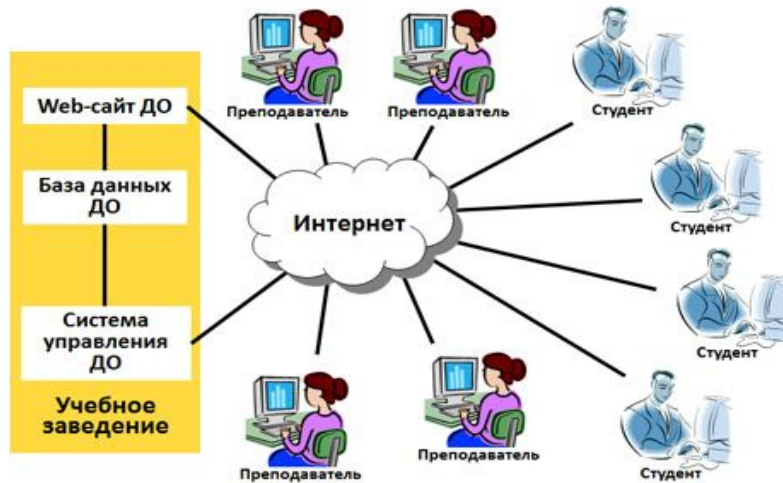 Web-сайт ДО
База данных
ДО
Система
управления
ДО
Учебное
заведение
Преподаватель
Преподаватель
Студент
Студент
Интернет
Студент
Преподаватель
Преподаватель
Студент